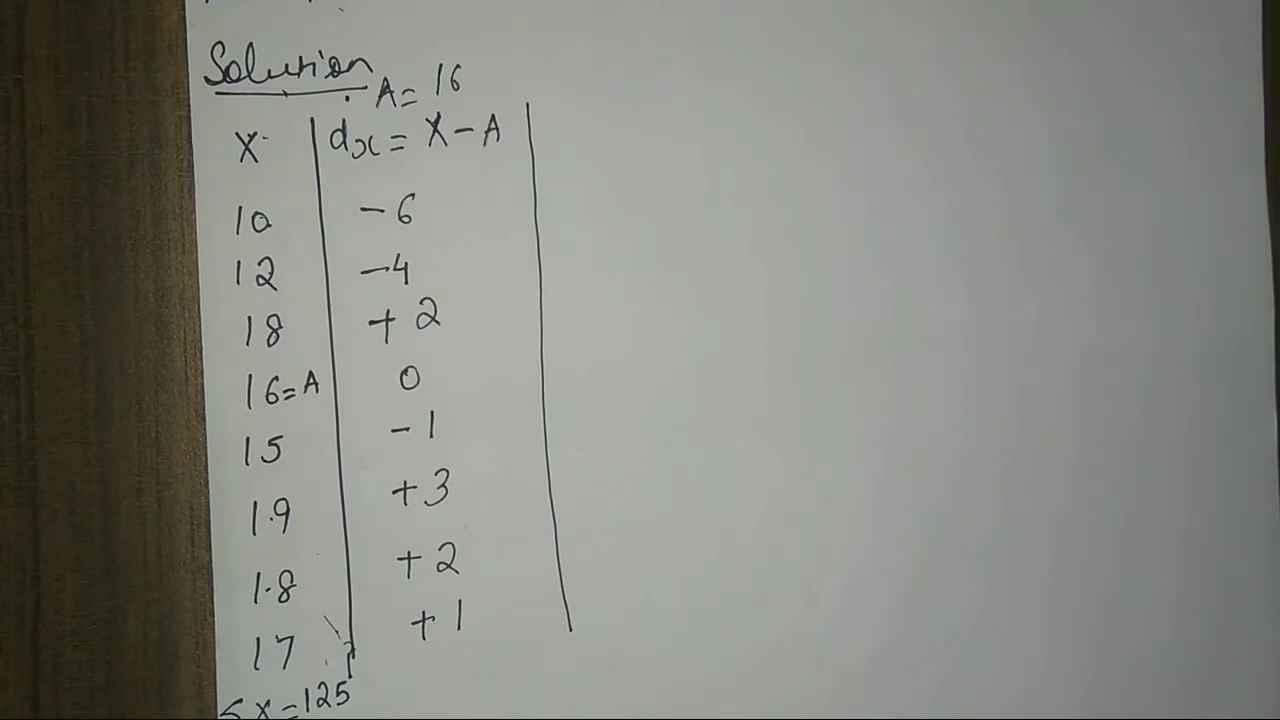 Solution
A = 16
X dx = X - A
10 - 6
12 - 4
18 + 2
16 = A 0
15 - 1
1.9 + 3
1.8 + 2
17 + 1
ΣX = 125